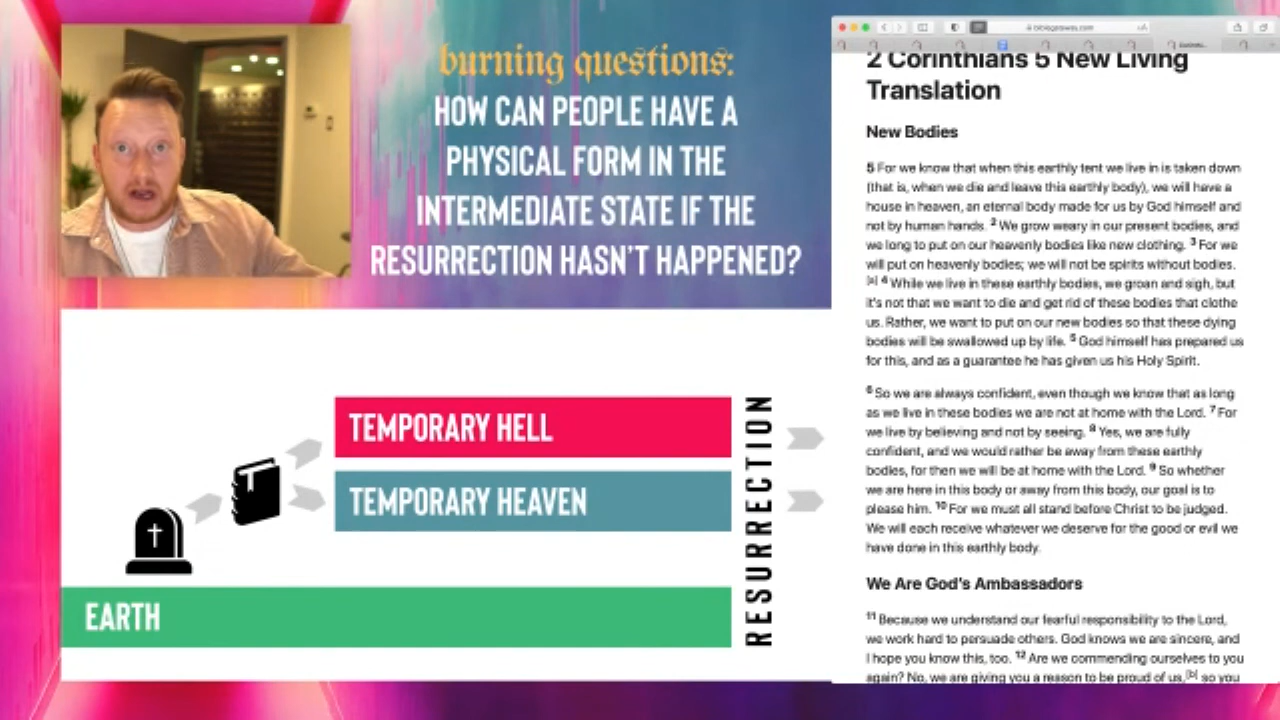 burning questions:
HOW CAN PEOPLE HAVE A
PHYSICAL FORM IN THE
INTERMEDIATE STATE IF THE
RESURRECTION HASN'T HAPPENED?
TEMPORARY HELL
TEMPORARY HEAVEN
EARTH
RESURRECTION
2 Corinthians 5 New Living
Translation
New Bodies
5 For we know that when this earthly tent we live in is taken down
(that is, when we die and leave this earthly body), we will have a
house in heaven, an eternal body made for us by God himself and
not by human hands. 2 We grow weary in our present bodies, and
we long to put on our heavenly bodies like new clothing. 3 For we
will put on heavenly bodies; we will not be spirits without bodies.
[a] 4 While we live in these earthly bodies, we groan and sigh, but
it's not that we want to die and get rid of these bodies that clothe
us. Rather, we want to put on our new bodies so that these dying
bodies will be swallowed up by life. 5 God himself has prepared us
for this, and as a guarantee he has given us his Holy Spirit.
6 So we are always confident, even though we know that as long
as we live in these bodies we are not at home with the Lord. 7 For
we live by believing and not by seeing. 8 Yes, we are fully
confident, and we would rather be away from these earthly
bodies, for then we will be at home with the Lord. 9 So whether
we are here in this body or away from this body, our goal is to
please him. 10 For we must all stand before Christ to be judged.
We will each receive whatever we deserve for the good or evil we
have done in this earthly body.
We Are God's Ambassadors
11 Because we understand our fearful responsibility to the Lord,
we work hard to persuade others. God knows we are sincere, and
I hope you know this, too. 12 Are we commending ourselves to you
again? No, we are giving you a reason to be proud of us,[b] so you